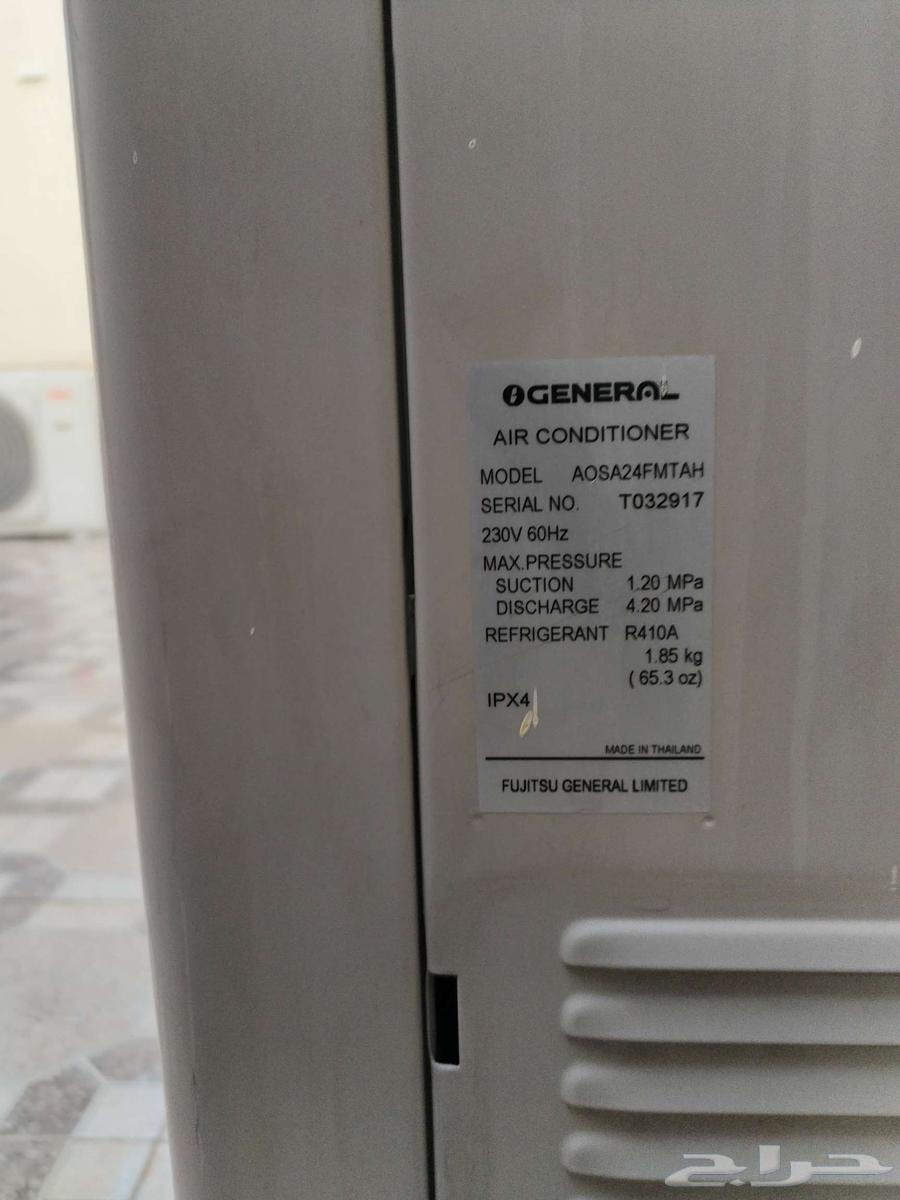 GENERAL
AIR CONDITIONER
MODEL AOSA24FMTAH
SERIAL NO. T032917
230V 60Hz
MAX.PRESSURE
SUCTION 1.20 MPa
DISCHARGE 4.20 MPa
REFRIGERANT R410A
1.85 kg
(65.3 oz)
IPX4
MADE IN THAILAND
FUJITSU GENERAL LIMITED
حراج